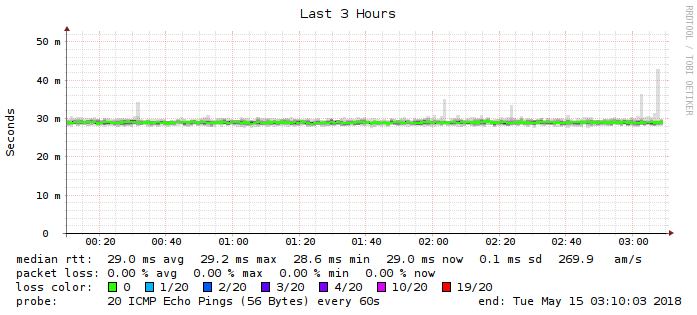 Last 3 Hours
RRDTOOL / TOBI OETIKER
Seconds
50 m
40 m
30 m
20 m
10 m
0
00:20 00:40 01:00 01:20 01:40 02:00 02:20 02:40 03:00
median rtt: 29.0 ms avg 29.2 ms max 28.6 ms min 29.0 ms now 0.1 ms sd 269.9 am/s
packet loss: 0.00 % avg 0.00 % max 0.00 % min 0.00 % now
loss color: 0 1/20 2/20 3/20 4/20 10/20 19/20
probe: 20 ICMP Echo Pings (56 Bytes) every 60s end: Tue May 15 03:10:03 2018